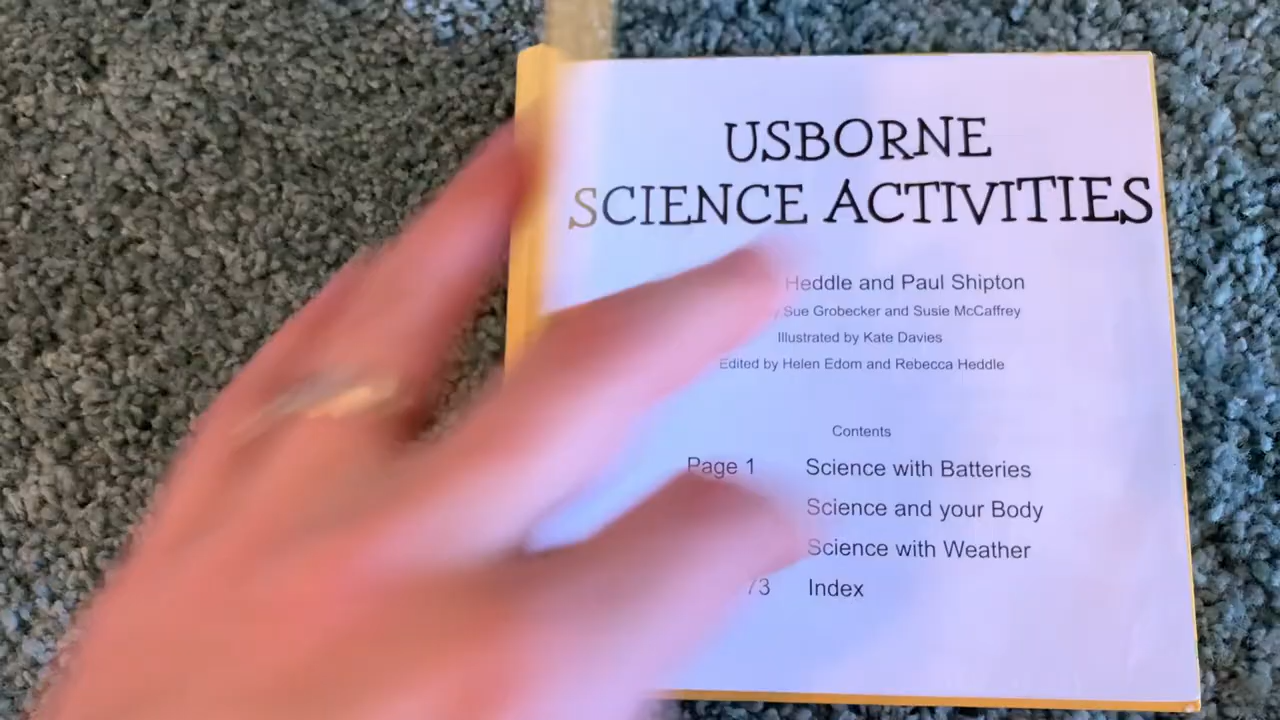 USBORNE
SCIENCE ACTIVITIES
Heddle and Paul Shipton
Sue Grobecker and Susie McCaffrey
Illustrated by Kate Davies
Edited by Helen Edom and Rebecca Heddle
Contents
Page 1 Science with Batteries
Science and your Body
Science with Weather
73 Index